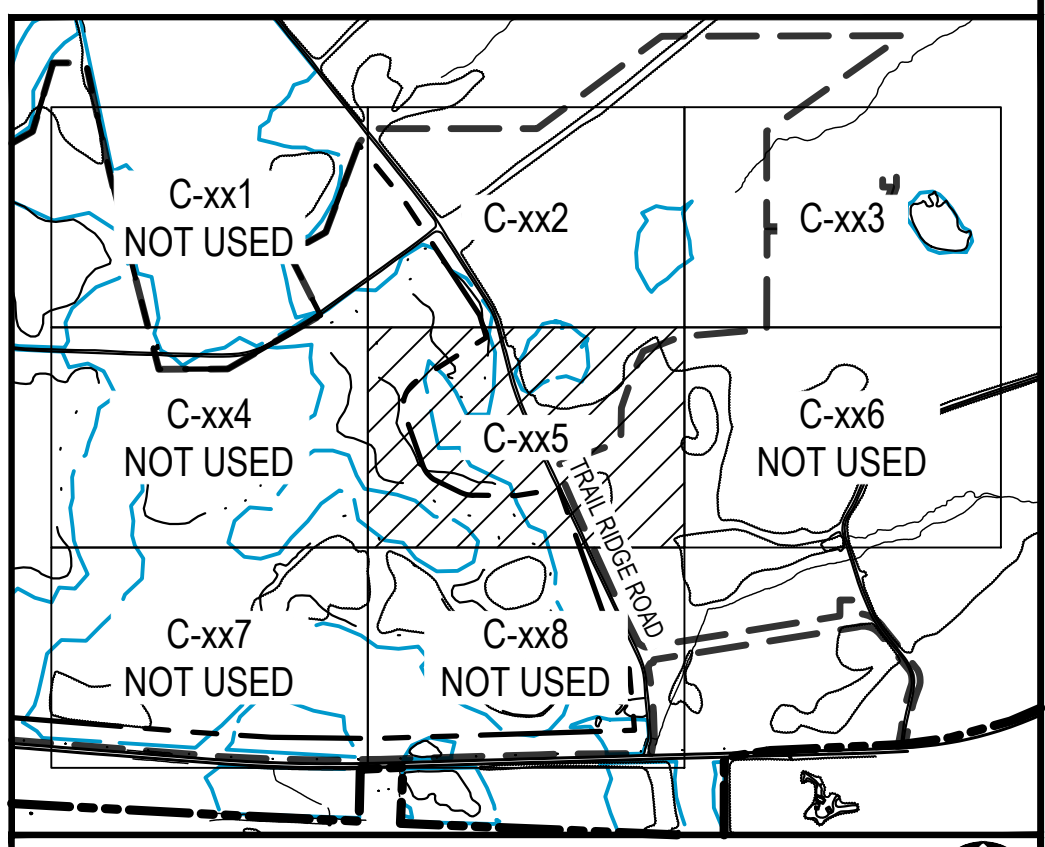 C-xx1
NOT USED
C-xx2
C-xx3
C-xx4
NOT USED
C-xx5
C-xx6
NOT USED
TRAIL RIDGE ROAD
C-xx7
NOT USED
C-xx8
NOT USED